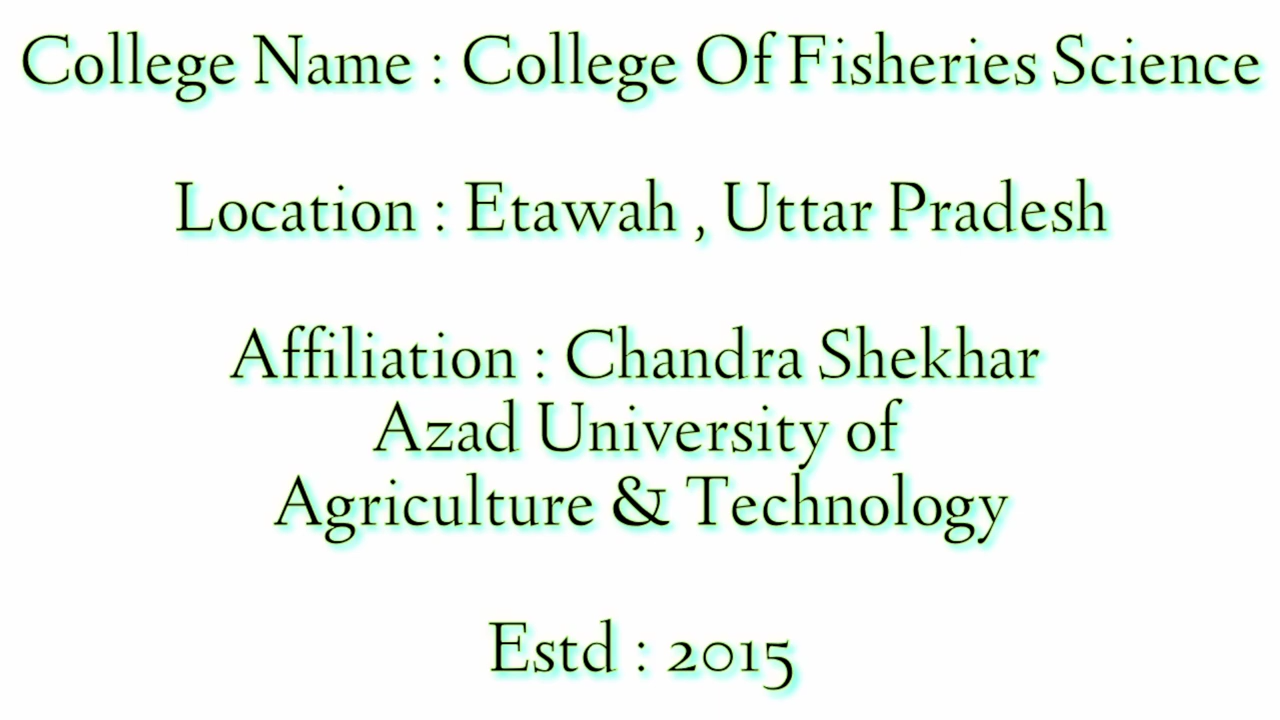 College Name : College Of Fisheries Science
Location : Etawah , Uttar Pradesh
Affiliation : Chandra Shekhar
Azad University of
Agriculture & Technology
Estd : 2015